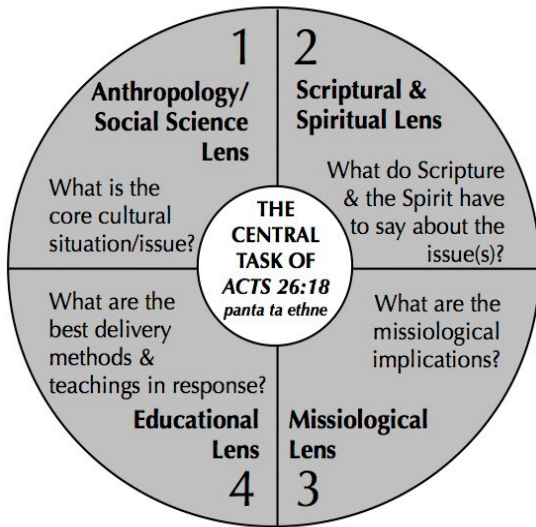 1
Anthropology/
Social Science
Lens
What is the
core cultural
situation/issue?
2
Scriptural &
Spiritual Lens
What do Scripture
& the Spirit have
to say about the
issue(s)?
THE
CENTRAL
TASK OF
ACTS 26:18
panta ta ethne
What are the
missiological
implications?
Missiological
Lens
3
What are the
best delivery
methods &
teachings in response?
Educational
Lens
4